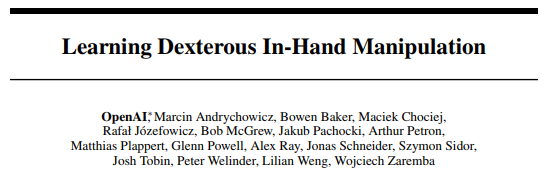 Learning Dexterous In-Hand Manipulation
OpenAI,* Marcin Andrychowicz, Bowen Baker, Maciek Chociej,
Rafał Józefowicz, Bob McGrew, Jakub Pachocki, Arthur Petron,
Matthias Plappert, Glenn Powell, Alex Ray, Jonas Schneider, Szymon Sidor,
Josh Tobin, Peter Welinder, Lilian Weng, Wojciech Zaremba